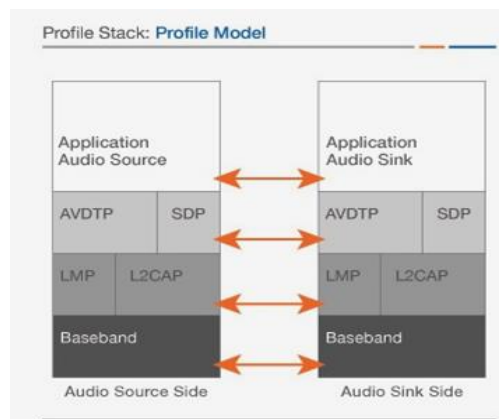 Profile Stack: Profile Model
Application
Audio Source
Application
Audio Sink
AVDTP
SDP
AVDTP
SDP
LMP
L2CAP
LMP
L2CAP
Baseband
Baseband
Audio Source Side
Audio Sink Side